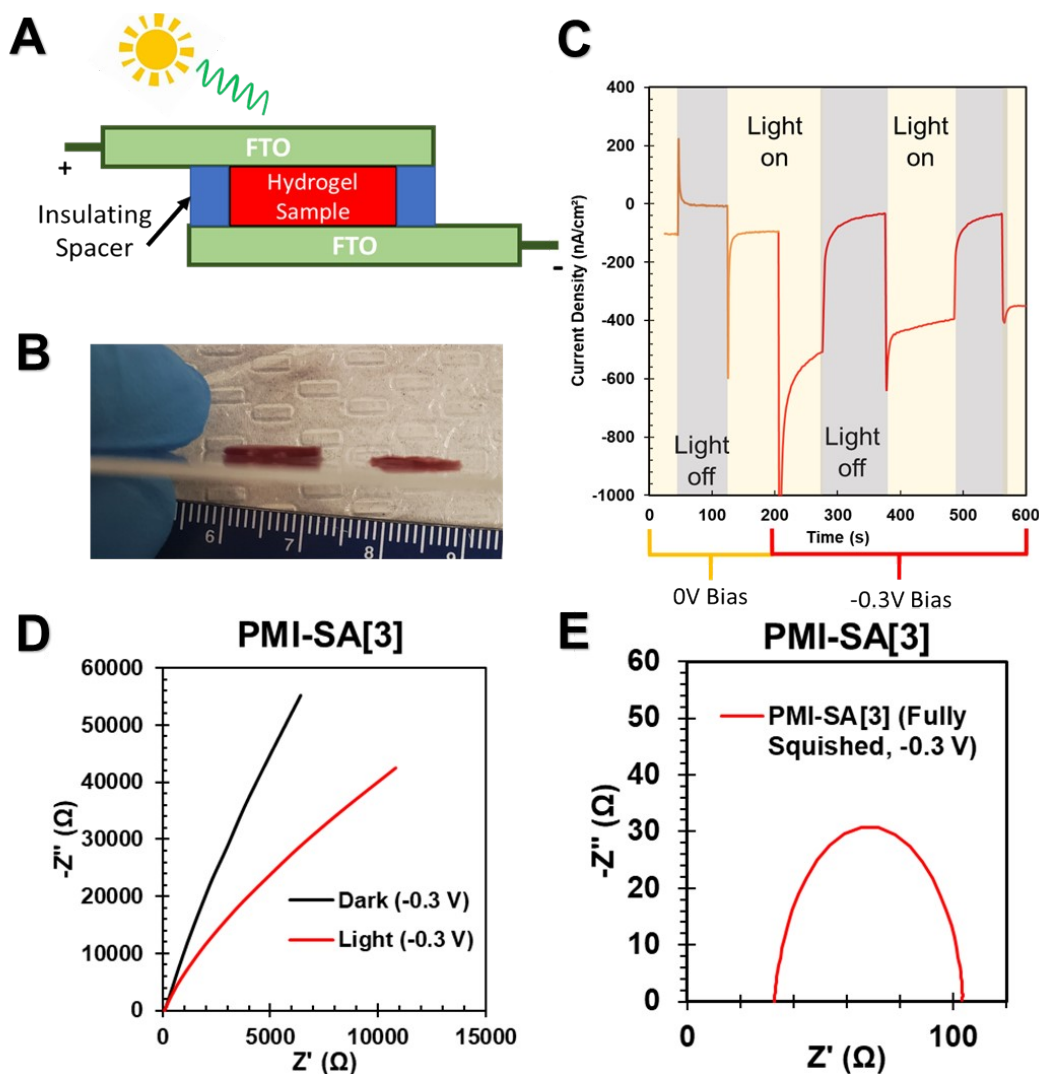 A
FTO
+
Hydrogel
Sample
Insulating
Spacer
FTO
-
B
6
7
8
9
C
Current Density (nA/cm²)
400
200
0
-200
-400
-600
-800
-1000
Light
on
Light
on
Light
off
Light
off
0
100
200
300
400
500
600
Time (s)
0V Bias
-0.3V Bias
D
PMI-SA[3]
-Z" (Ω)
60000
50000
40000
30000
20000
10000
0
Dark (-0.3 V)
Light (-0.3 V)
0
5000
10000
15000
Z' (Ω)
E
PMI-SA[3]
-Z" (Ω)
60
50
40
30
20
10
0
PMI-SA[3] (Fully
Squished, -0.3 V)
0
100
Z' (Ω)